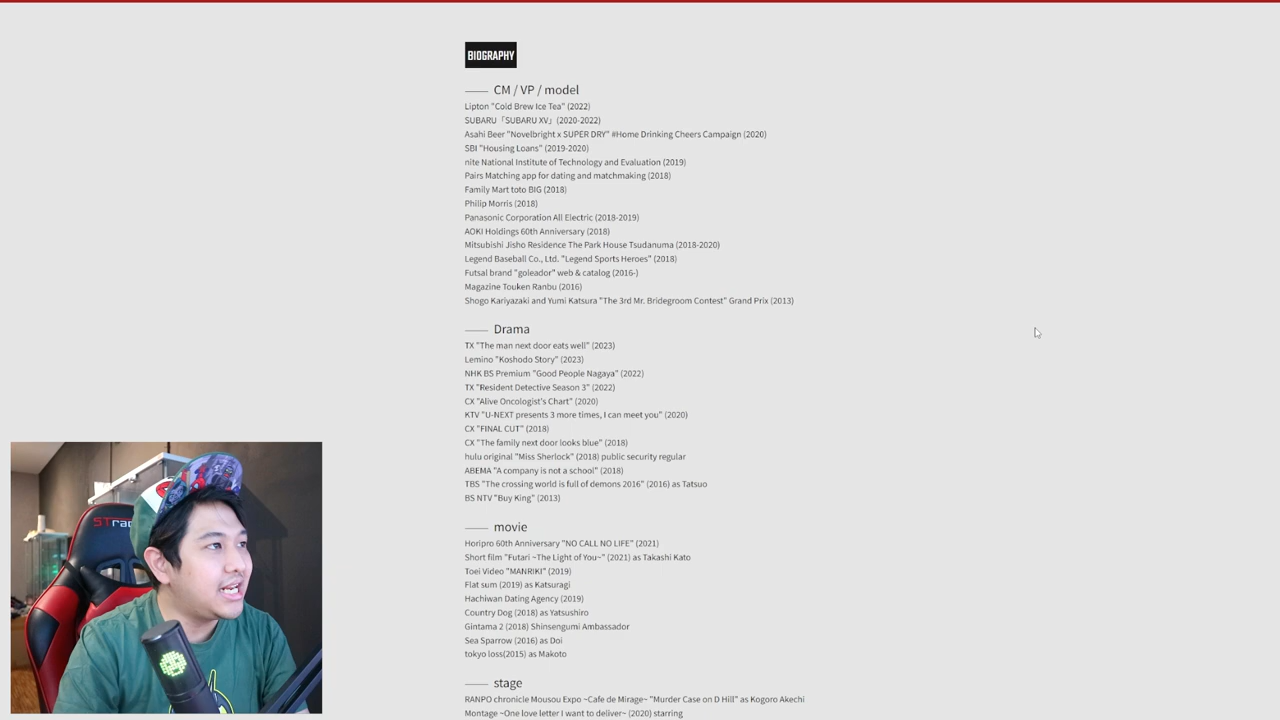 BIOGRAPHY
CM / VP / model
Lipton "Cold Brew Ice Tea" (2022)
SUBARU「SUBARU XV」(2020-2022)
Asahi Beer "Novelbright x SUPER DRY" #Home Drinking Cheers Campaign (2020)
SBI "Housing Loans" (2019-2020)
nite National Institute of Technology and Evaluation (2019)
Pairs Matching app for dating and matchmaking (2018)
Family Mart toto BIG (2018)
Philip Morris (2018)
Panasonic Corporation All Electric (2018-2019)
AOKI Holdings 60th Anniversary (2018)
Mitsubishi Jisho Residence The Park House Tsudanuma (2018-2020)
Legend Baseball Co., Ltd. "Legend Sports Heroes" (2018)
Futsal brand "goleador" web & catalog (2016-)
Magazine Touken Ranbu (2016)
Shogo Kariyazaki and Yumi Katsura "The 3rd Mr. Bridegroom Contest" Grand Prix (2013)
Drama
TX "The man next door eats well" (2023)
Lemino "Koshodo Story" (2023)
NHK BS Premium "Good People Nagaya" (2022)
TX "Resident Detective Season 3" (2022)
CX "Alive Oncologist's Chart" (2020)
KTV "U-NEXT presents 3 more times, I can meet you" (2020)
CX "FINAL CUT" (2018)
CX "The family next door looks blue" (2018)
hulu original "Miss Sherlock" (2018) public security regular
ABEMA "A company is not a school" (2018)
TBS "The crossing world is full of demons 2016" (2016) as Tatsuo
BS NTV "Buy King" (2013)
movie
Horipro 60th Anniversary "NO CALL NO LIFE" (2021)
Short film "Futari ~The Light of You~" (2021) as Takashi Kato
Toei Video "MANRIKI" (2019)
Flat sum (2019) as Katsuragi
Hachiwan Dating Agency (2019)
Country Dog (2018) as Yatsushiro
Gintama 2 (2018) Shinsengumi Ambassador
Sea Sparrow (2016) as Doi
tokyo loss(2015) as Makoto
stage
RANPO chronicle Mousou Expo ~Cafe de Mirage~ "Murder Case on D Hill" as Kogoro Akechi
Montage ~One love letter I want to deliver~ (2020) starring